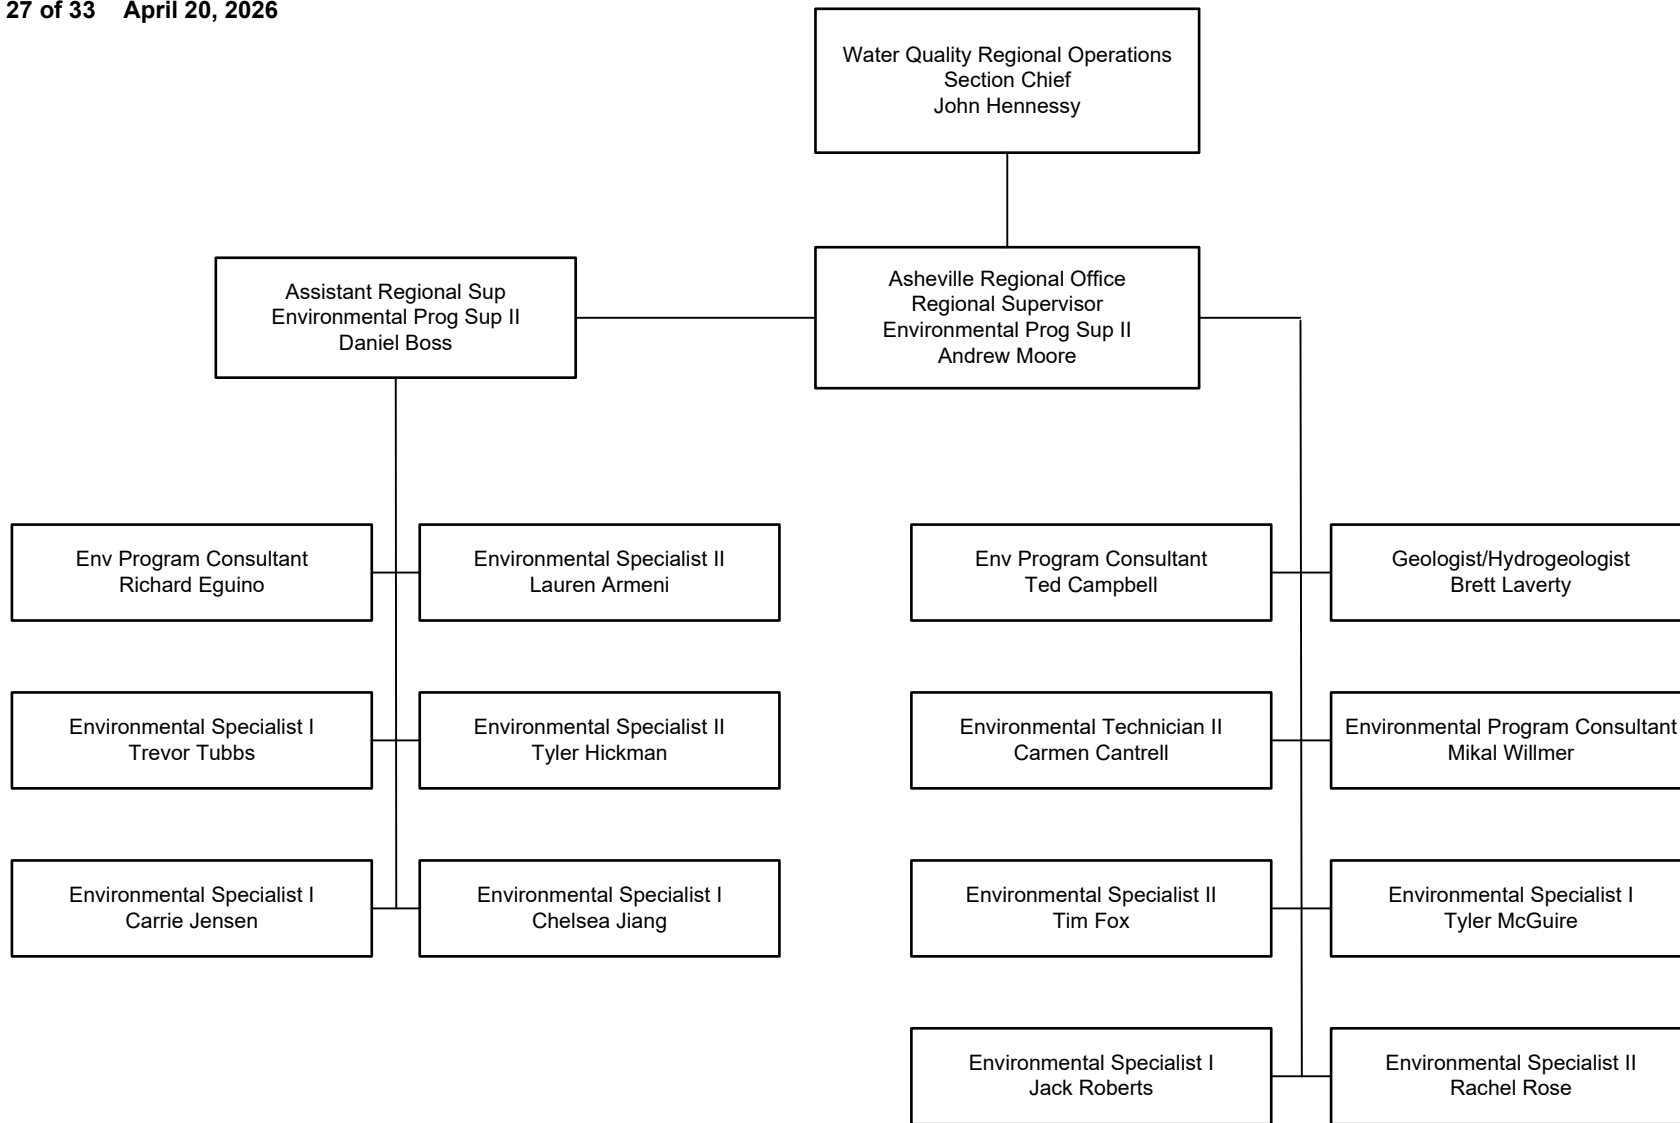 27 of 33 April 20, 2026
Water Quality Regional Operations
Section Chief
John Hennessy
Assistant Regional Sup
Environmental Prog Sup II
Daniel Boss
Asheville Regional Office
Regional Supervisor
Environmental Prog Sup II
Andrew Moore
Env Program Consultant
Richard Eguino
Environmental Specialist II
Lauren Armeni
Env Program Consultant
Ted Campbell
Geologist/Hydrogeologist
Brett Laverty
Environmental Specialist I
Trevor Tubbs
Environmental Specialist II
Tyler Hickman
Environmental Technician II
Carmen Cantrell
Environmental Program Consultant
Mikal Willmer
Environmental Specialist I
Carrie Jensen
Environmental Specialist I
Chelsea Jiang
Environmental Specialist II
Tim Fox
Environmental Specialist I
Tyler McGuire
Environmental Specialist I
Jack Roberts
Environmental Specialist II
Rachel Rose